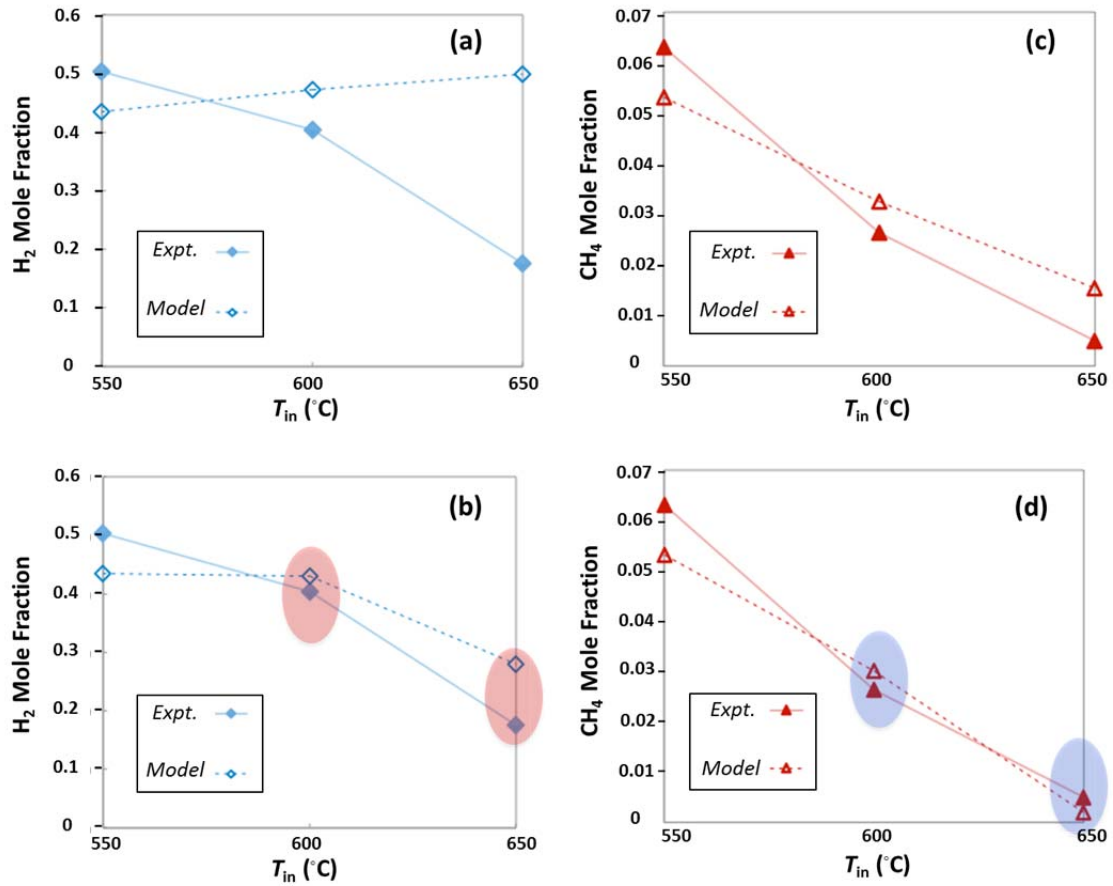 (a)
H2 Mole Fraction
0.6
0.5
0.4
0.3
0.2
0.1
0
Expt.
Model
550
600
650
Tin (°C)
(c)
CH4 Mole Fraction
0.07
0.06
0.05
0.04
0.03
0.02
0.01
0
Expt.
Model
550
600
650
Tin (°C)
(b)
H2 Mole Fraction
0.6
0.5
0.4
0.3
0.2
0.1
0
Expt.
Model
550
600
650
Tin (°C)
(d)
CH4 Mole Fraction
0.07
0.06
0.05
0.04
0.03
0.02
0.01
0
Expt.
Model
550
600
650
Tin (°C)